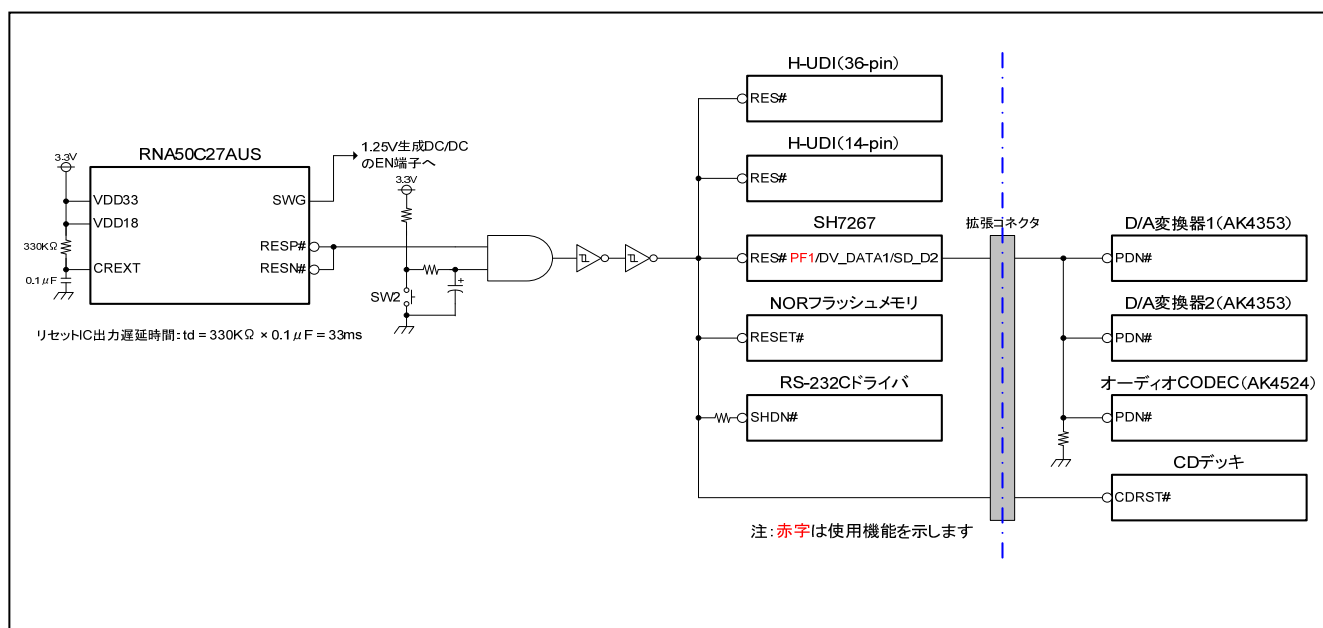 RNA50C27AUS
3.3V
VDD33
VDD18
330KΩ
CREXT
0.1μF
SWG
RESP#
RESN#
リセットIC出力遅延時間:td = 330KΩ × 0.1μF = 33ms
1.25V生成DC/DC
のEN端子へ
3.3V
SW2
H-UDI(36-pin)
RES#
H-UDI(14-pin)
RES#
SH7267
RES# PF1/DV_DATA1/SD_D2
NORフラッシュメモリ
RESET#
RS-232Cドライバ
SHDN#
拡張コネクタ
D/A変換器1(AK4353)
PDN#
D/A変換器2(AK4353)
PDN#
オーディオCODEC(AK4524)
PDN#
CDデッキ
CDRST#
注:赤字は使用機能を示します